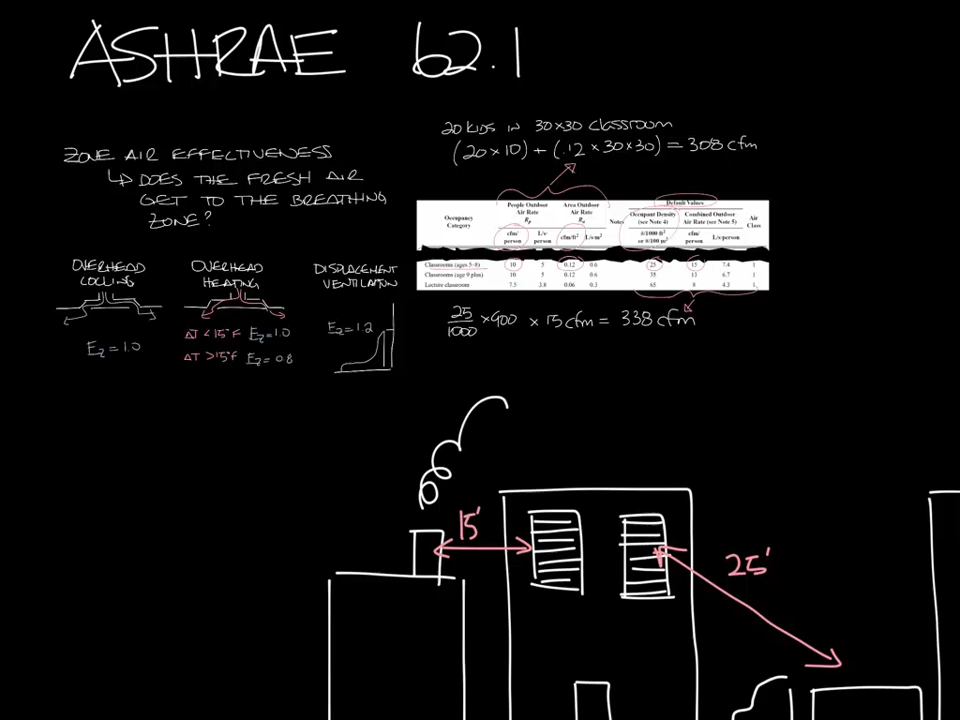 ASHRAE 62.1
20 KIDS IN 30x30 Classroom
(20 x 10) + (.12 x 30 x 30) = 308 cfm
ZONE AIR EFFECTIVENESS
↳ DOES THE FRESH AIR
GET TO THE BREATHING
ZONE?
Occupancy Category People Outdoor Air Rate Rp Area Outdoor Air Rate Ra Notes Default Values Air Class
Occupant Density (see Note 4) Combined Outdoor Air Rate (see Note 5)
cfm/person L/s·person cfm/ft² L/s·m² #/1000 ft² or #/100 m² cfm/person L/s·person
Classrooms (ages 5–8) 10 5 0.12 0.6 25 15 7.4 1
Classrooms (age 9 plus) 10 5 0.12 0.6 35 13 6.7 1
Lecture classroom 7.5 3.8 0.06 0.3 65 8 4.3 1
OVERHEAD COOLING
Ez = 1.0
OVERHEAD HEATING
ΔT < 15°F Ez = 1.0
ΔT > 15°F Ez = 0.8
DISPLACEMENT VENTILATION
Ez = 1.2
25/1000 x 900 x 15 cfm = 338 cfm
15'
25'